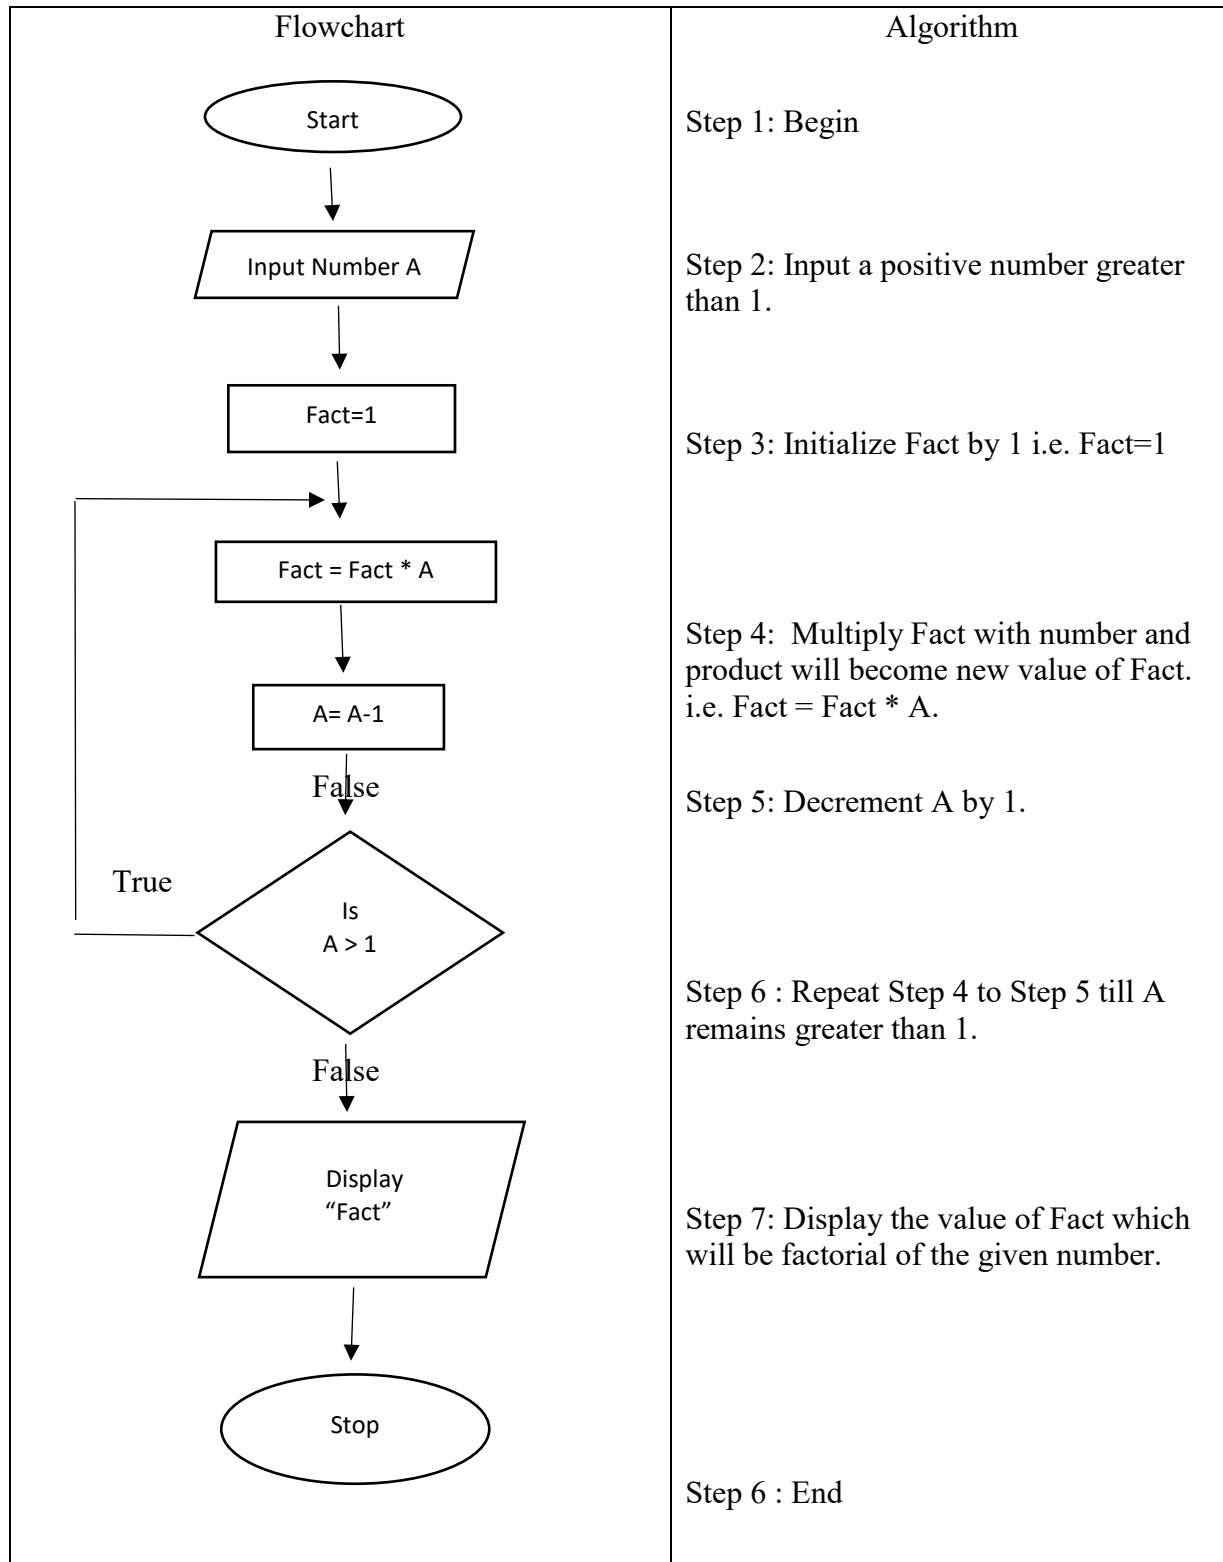 Flowchart
Start
Input Number A
Fact=1
Fact = Fact * A
A= A-1
False
True
Is
A > 1
False
Display
“Fact”
Stop
Algorithm
Step 1: Begin
Step 2: Input a positive number greater
than 1.
Step 3: Initialize Fact by 1 i.e. Fact=1
Step 4:  Multiply Fact with number and
product will become new value of Fact.
i.e. Fact = Fact * A.
Step 5: Decrement A by 1.
Step 6 : Repeat Step 4 to Step 5 till A
remains greater than 1.
Step 7: Display the value of Fact which
will be factorial of the given number.
Step 6 : End